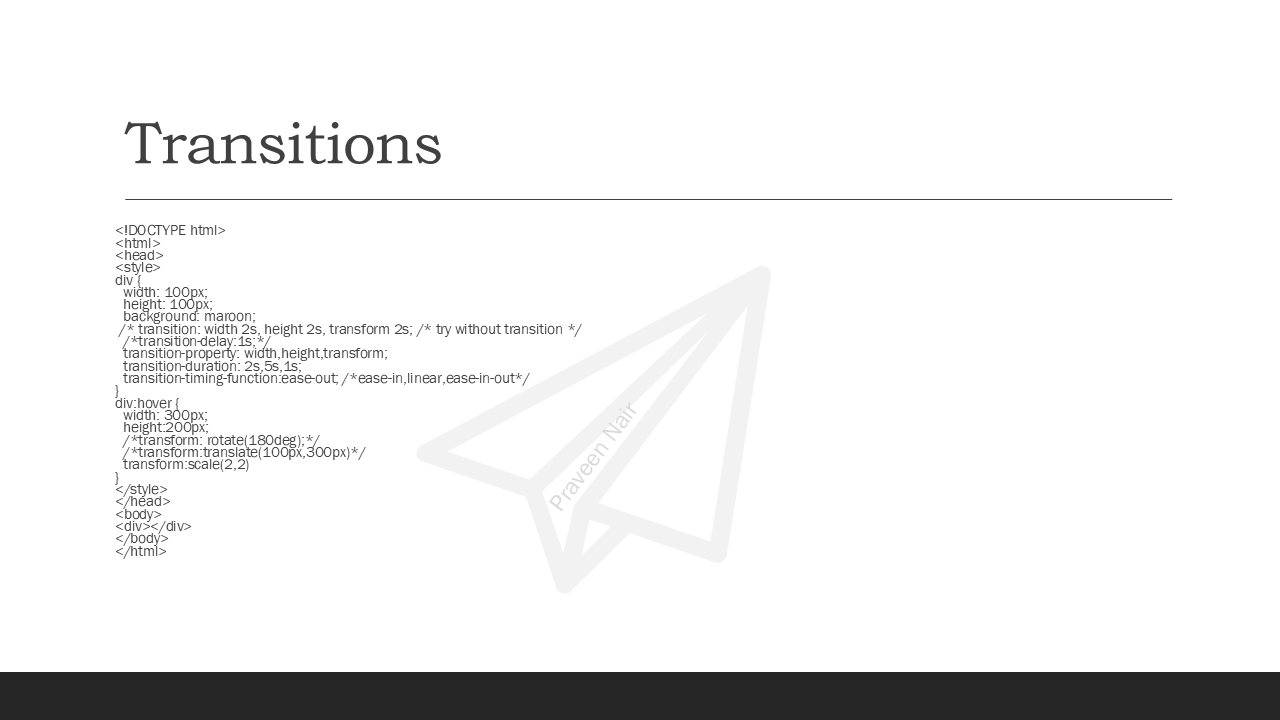 Transitions
<!DOCTYPE html>
<html>
<head>
<style>
div {
  width: 100px;
  height: 100px;
  background: maroon;
 /* transition: width 2s, height 2s, transform 2s; /* try without transition */
  /*transition-delay:1s;*/
  transition-property: width,height,transform;
  transition-duration: 2s,5s,1s;
  transition-timing-function:ease-out; /*ease-in,linear,ease-in-out*/
}
div:hover {
  width: 300px;
  height:200px;
  /*transform: rotate(180deg);*/
  /*transform:translate(100px,300px)*/
  transform:scale(2,2)
}
</style>
</head>
<body>
<div></div>
</body>
</html>
Praveen Nair